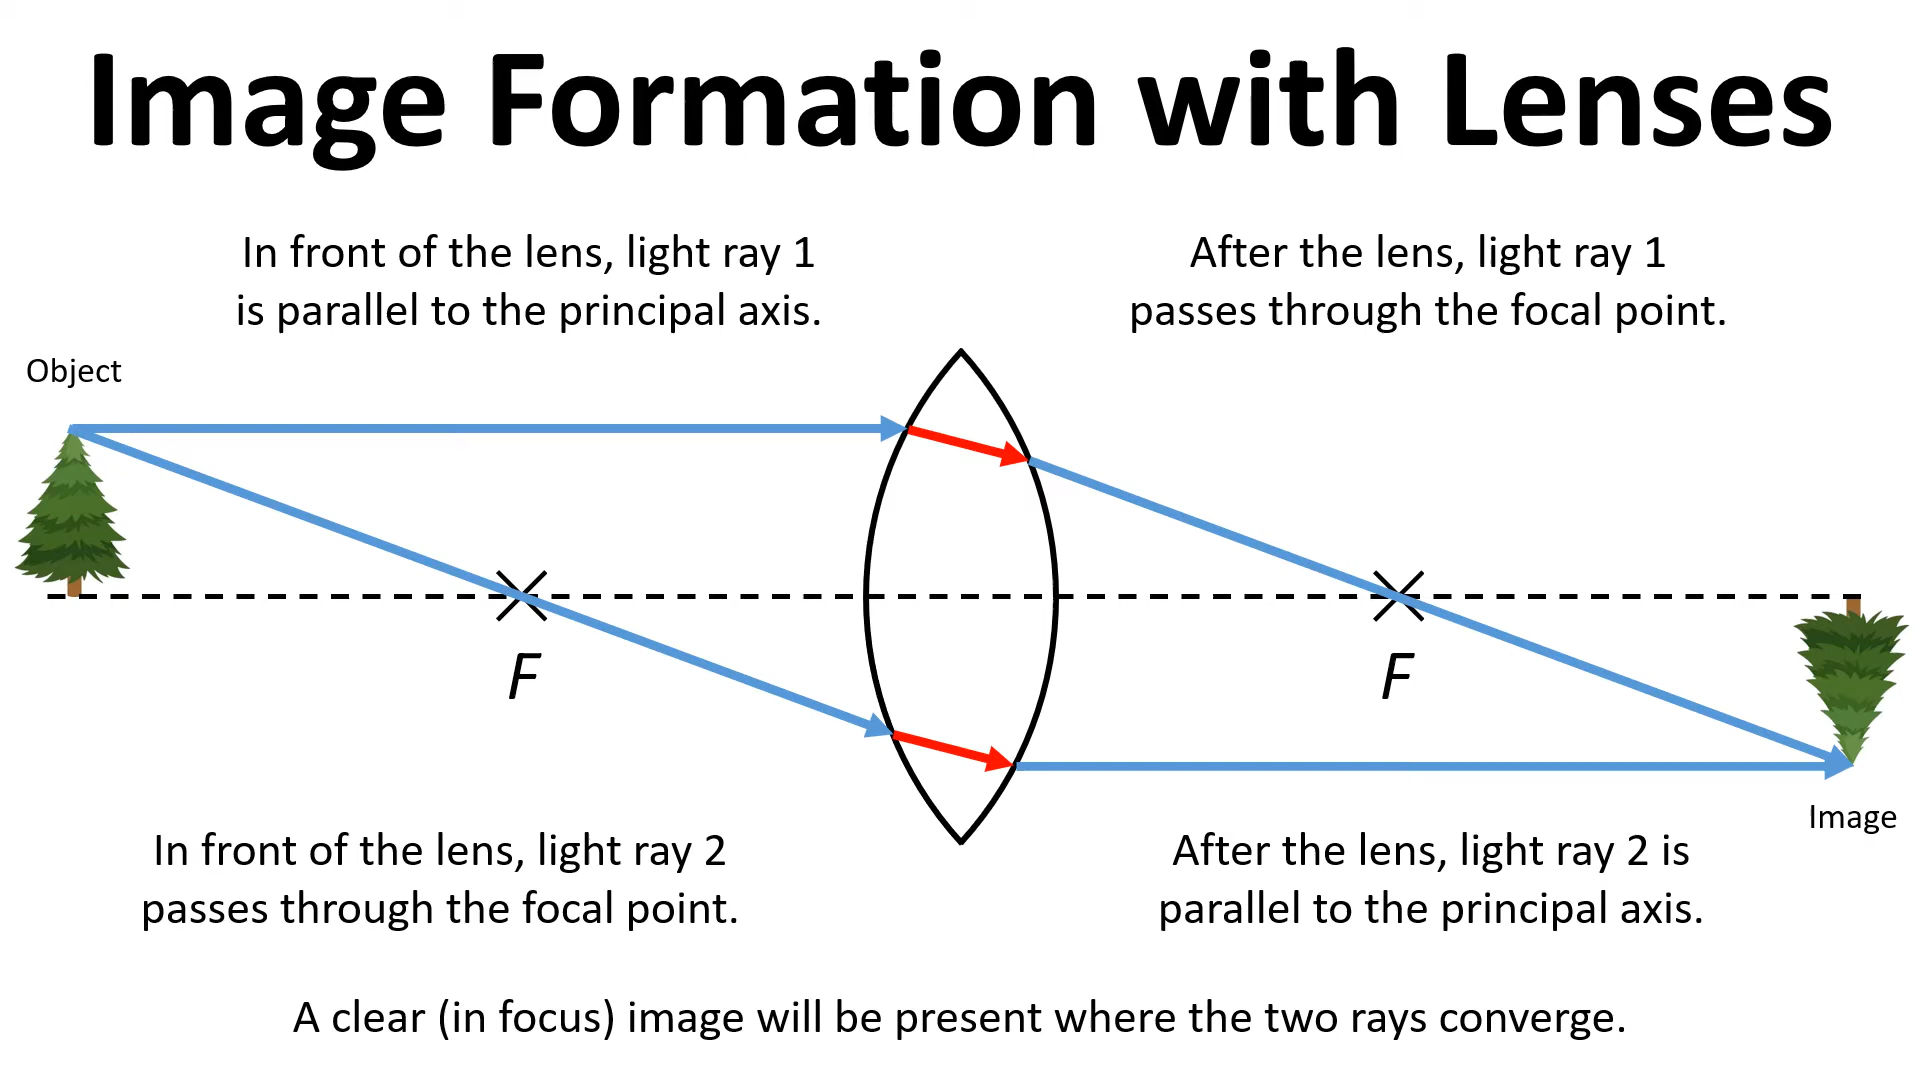 Image Formation with Lenses
In front of the lens, light ray 1
is parallel to the principal axis.
After the lens, light ray 1
passes through the focal point.
Object
F
F
Image
In front of the lens, light ray 2
passes through the focal point.
After the lens, light ray 2 is
parallel to the principal axis.
A clear (in focus) image will be present where the two rays converge.